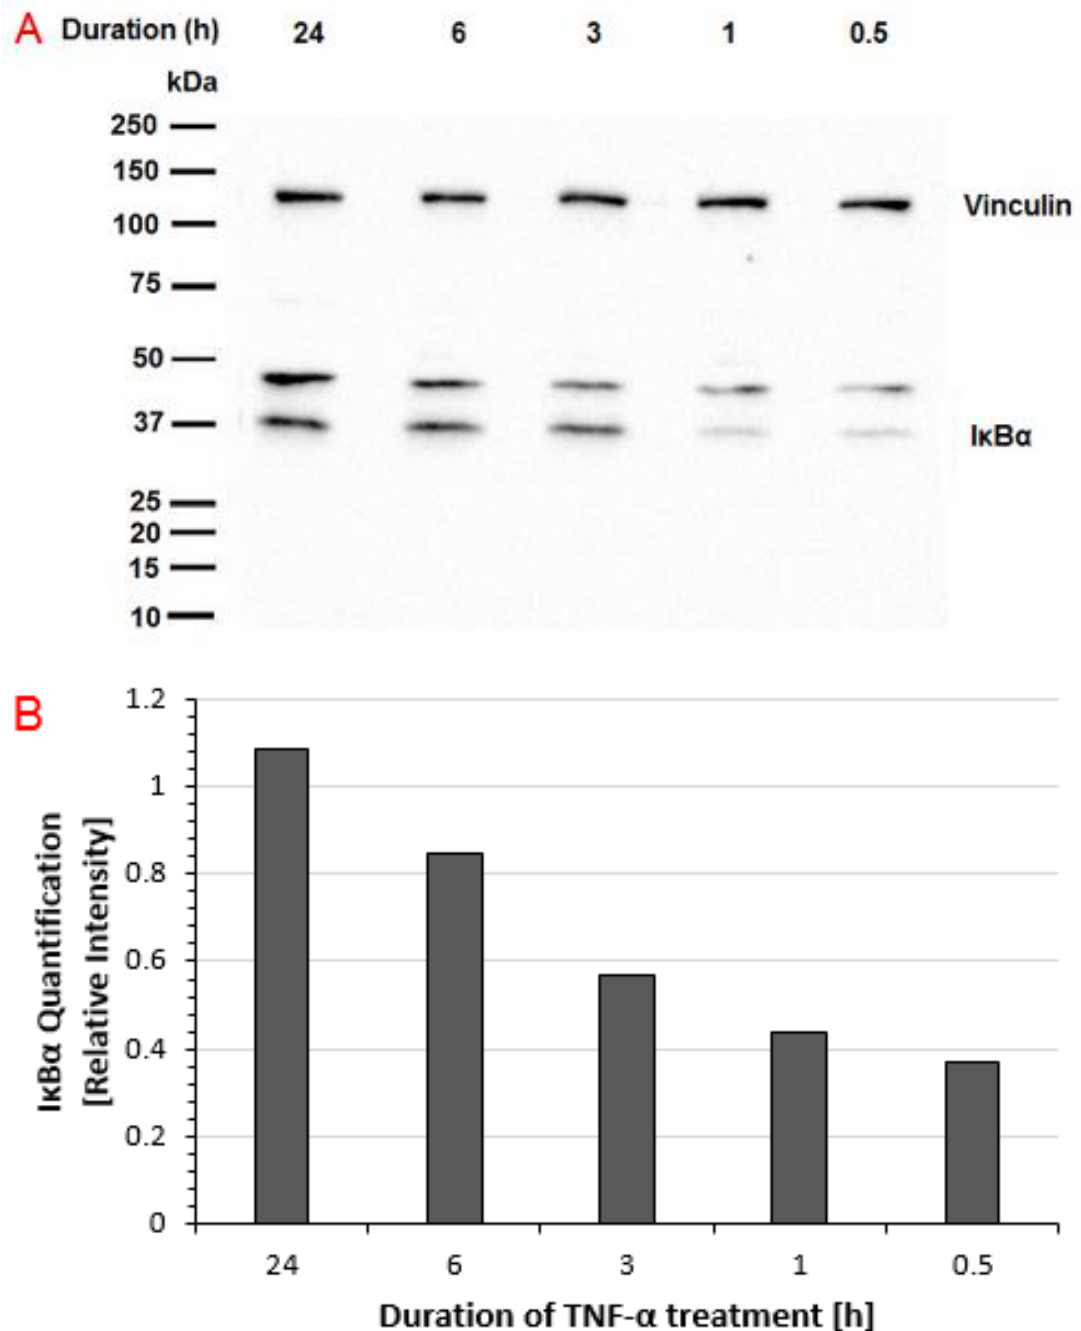 A Duration (h) 24 6 3 1 0.5
kDa
250
150
Vinculin
100
75
50
37
IκBα
25
20
15
10
B
1.2
1
0.8
0.6
0.4
0.2
0
IκBα Quantification
[Relative Intensity]
24 6 3 1 0.5
Duration of TNF-α treatment [h]